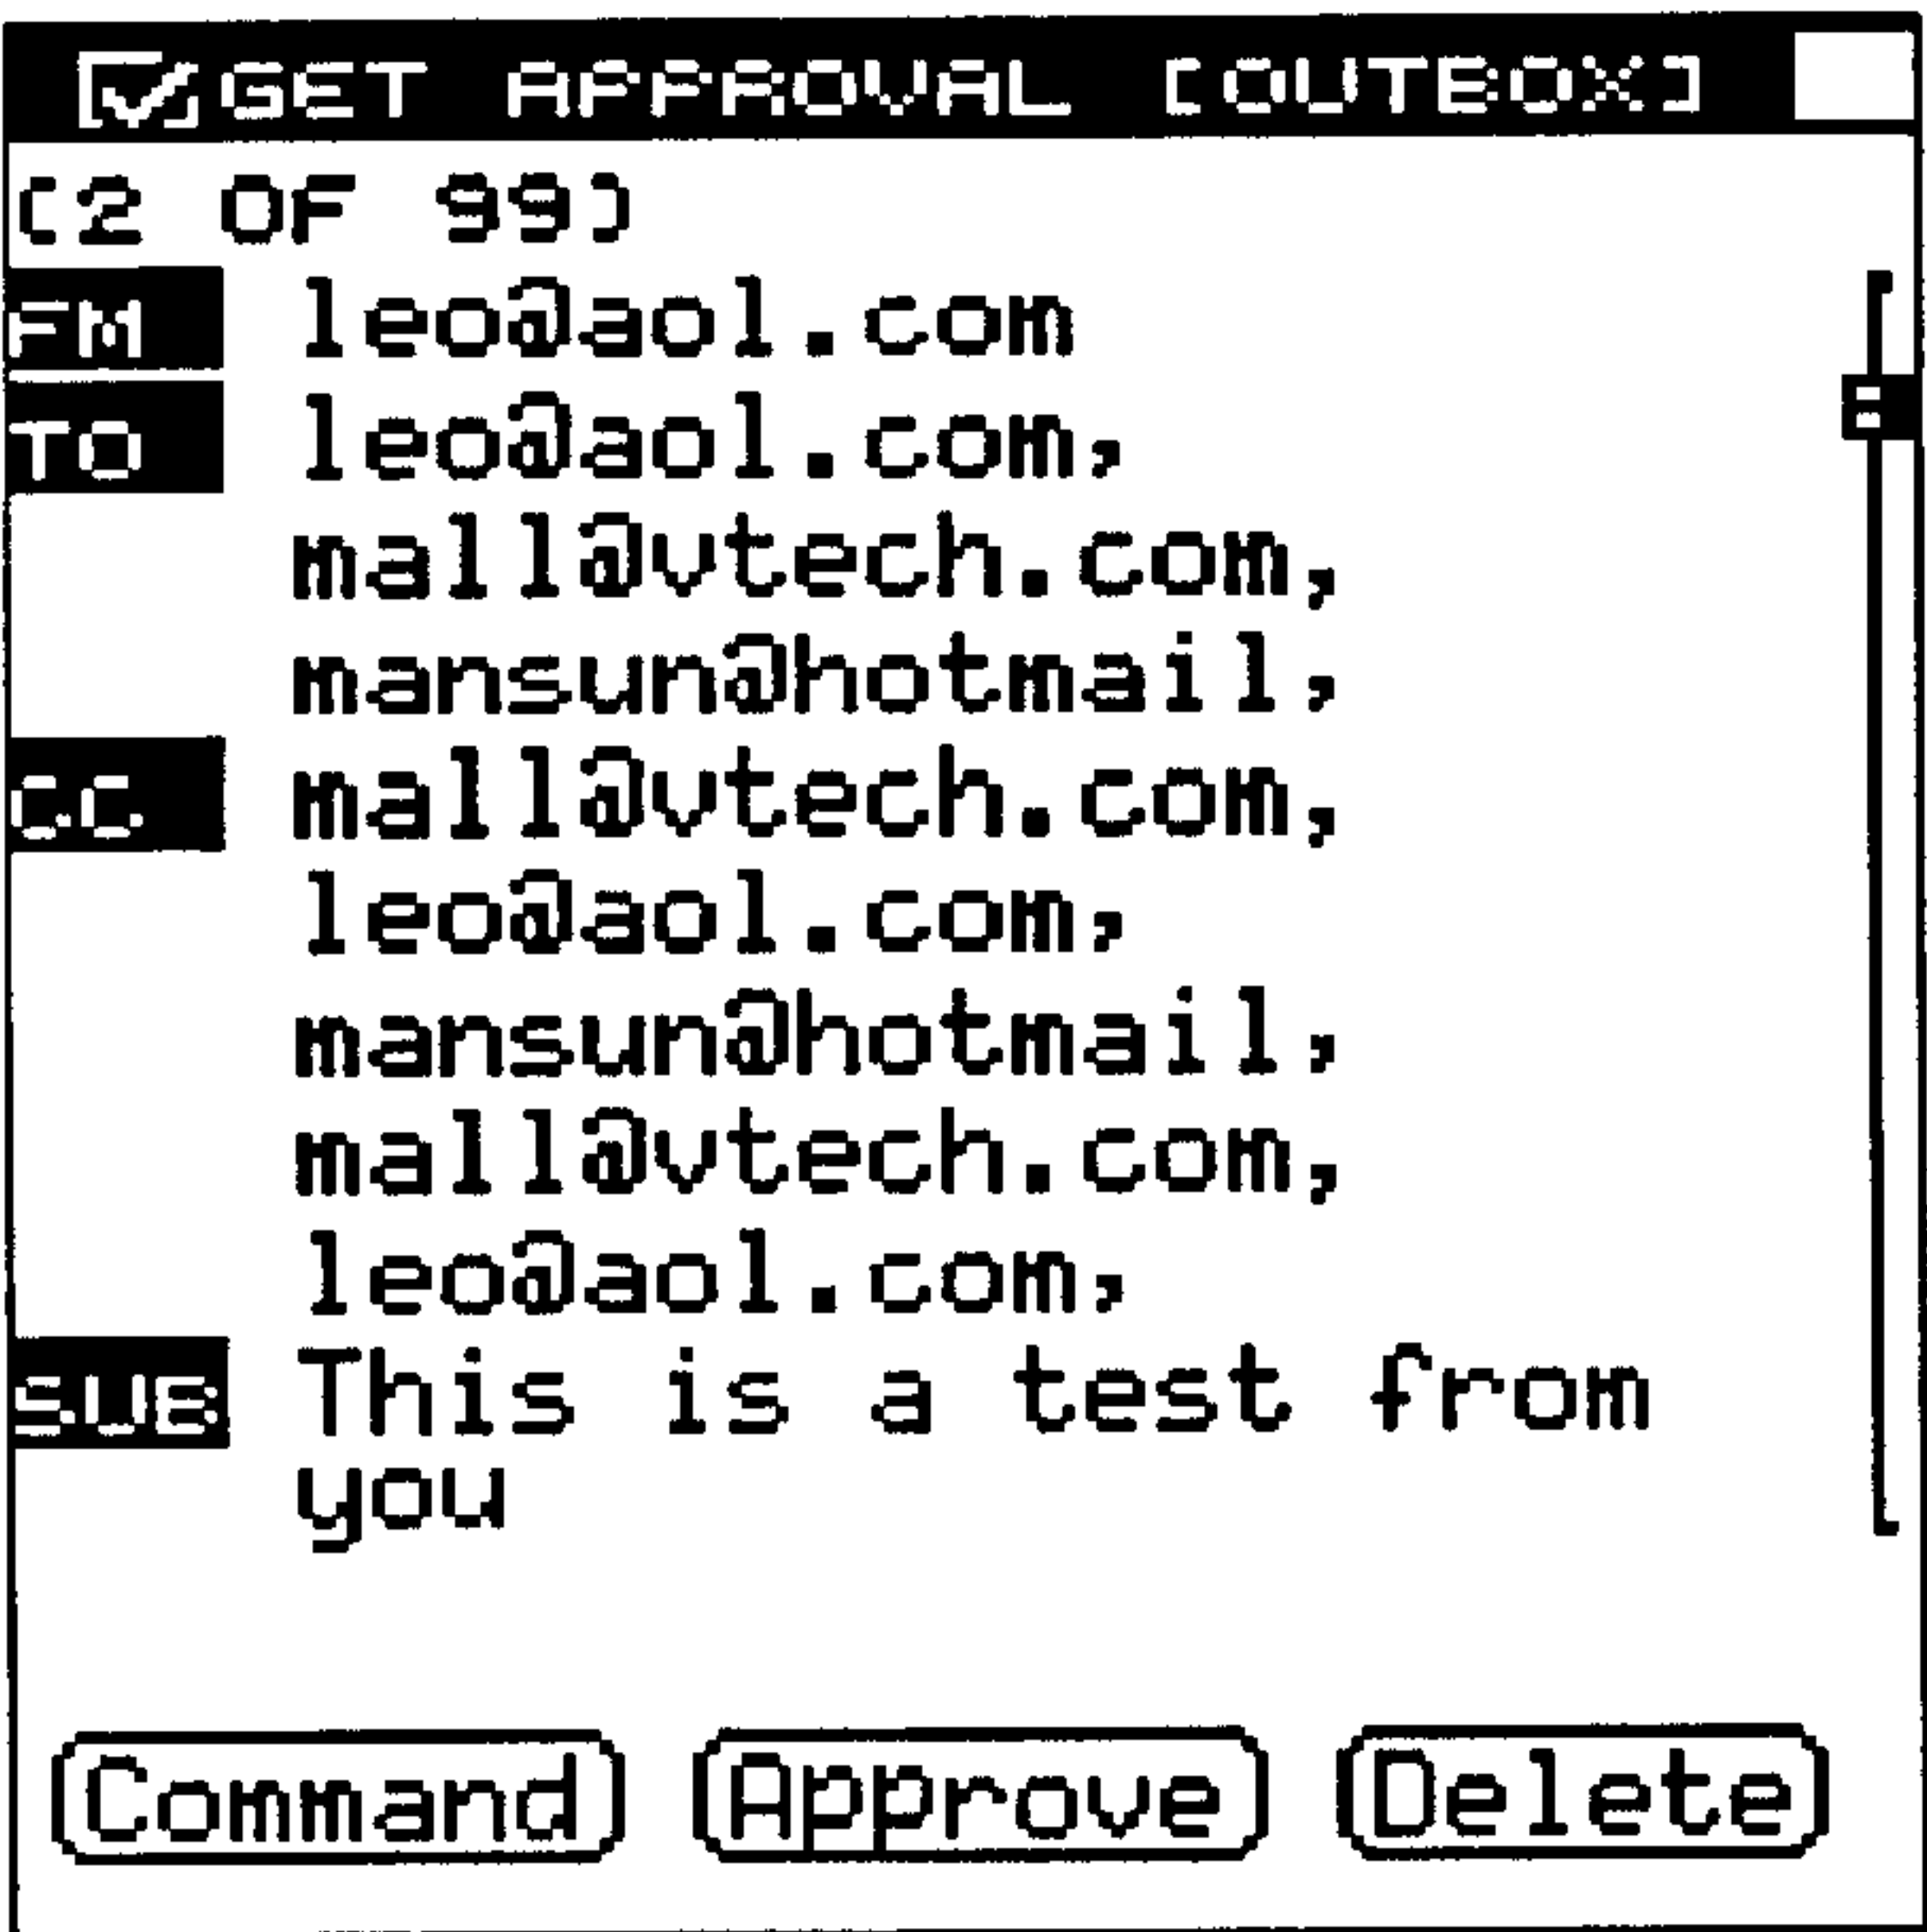 GET APPROVAL [OUTBOX]
(2 OF 99)
FM leo@aol.com
TO leo@aol.com,
mall@vtech.com,
mansun@hotmail,
C.C. mall@vtech.com,
leo@aol.com,
mansun@hotmail,
mall@vtech.com,
leo@aol.com,
SUB This is a test from
you
Command Approve Delete